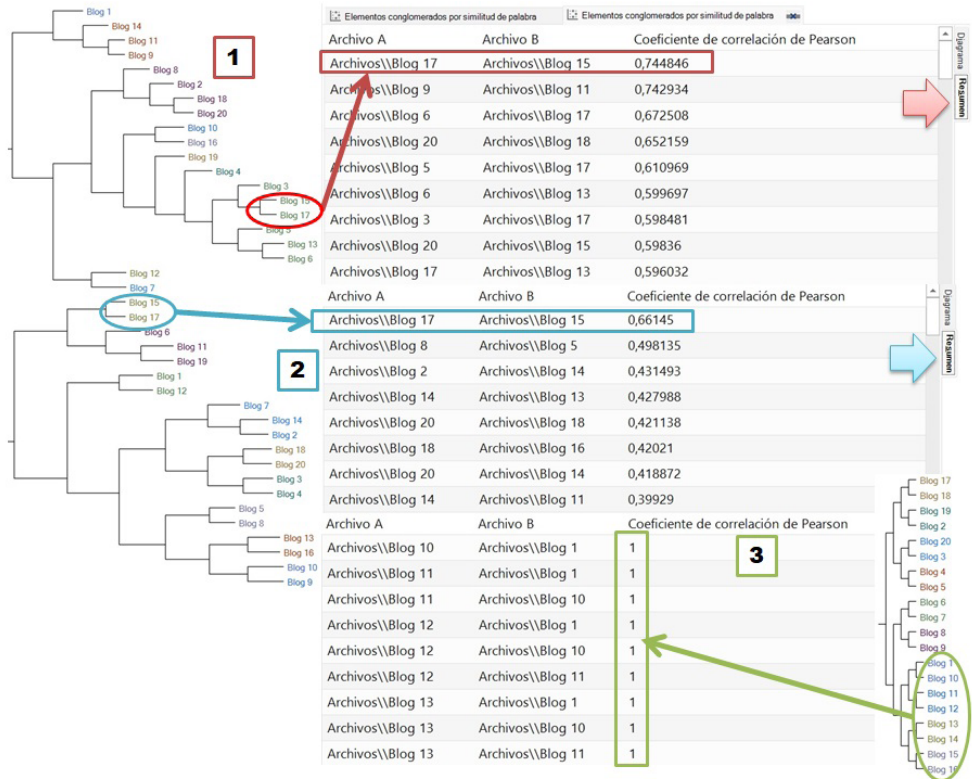 Blog 1
Blog 14
Blog 11
Blog 9
Blog 8
Blog 2
Blog 18
Blog 20
Blog 10
Blog 16
Blog 19
Blog 4
Blog 3
Blog 15
Blog 17
Blog 5
Blog 13
Blog 6
Blog 12
Blog 7
1
Elementos conglomerados por similitud de palabra
Elementos conglomerados por similitud de palabra
Archivo A Archivo B Coeficiente de correlación de Pearson
Archivos\\Blog 17 Archivos\\Blog 15 0,744846
Archivos\\Blog 9 Archivos\\Blog 11 0,742934
Archivos\\Blog 6 Archivos\\Blog 17 0,672508
Archivos\\Blog 20 Archivos\\Blog 18 0,652159
Archivos\\Blog 5 Archivos\\Blog 17 0,610969
Archivos\\Blog 6 Archivos\\Blog 13 0,599697
Archivos\\Blog 3 Archivos\\Blog 17 0,598481
Archivos\\Blog 20 Archivos\\Blog 15 0,59836
Archivos\\Blog 17 Archivos\\Blog 13 0,596032
Diagrama
Resumen
Blog 15
Blog 17
Blog 6
Blog 11
Blog 19
Blog 1
Blog 12
Blog 7
Blog 14
Blog 2
Blog 18
Blog 20
Blog 3
Blog 4
Blog 5
Blog 8
Blog 13
Blog 16
Blog 10
Blog 9
2
Archivo A Archivo B Coeficiente de correlación de Pearson
Archivos\\Blog 17 Archivos\\Blog 15 0,66145
Archivos\\Blog 8 Archivos\\Blog 5 0,498135
Archivos\\Blog 2 Archivos\\Blog 14 0,431493
Archivos\\Blog 14 Archivos\\Blog 13 0,427988
Archivos\\Blog 20 Archivos\\Blog 18 0,421138
Archivos\\Blog 18 Archivos\\Blog 16 0,42021
Archivos\\Blog 20 Archivos\\Blog 14 0,418872
Archivos\\Blog 14 Archivos\\Blog 11 0,39929
Diagrama
Resumen
Archivo A Archivo B Coeficiente de correlación de Pearson
Archivos\\Blog 10 Archivos\\Blog 1 1
Archivos\\Blog 11 Archivos\\Blog 1 1
Archivos\\Blog 11 Archivos\\Blog 10 1
Archivos\\Blog 12 Archivos\\Blog 1 1
Archivos\\Blog 12 Archivos\\Blog 10 1
Archivos\\Blog 12 Archivos\\Blog 11 1
Archivos\\Blog 13 Archivos\\Blog 1 1
Archivos\\Blog 13 Archivos\\Blog 10 1
Archivos\\Blog 13 Archivos\\Blog 11 1
3
Blog 17
Blog 18
Blog 19
Blog 2
Blog 20
Blog 3
Blog 4
Blog 5
Blog 6
Blog 7
Blog 8
Blog 9
Blog 1
Blog 10
Blog 11
Blog 12
Blog 13
Blog 14
Blog 15
Blog 16